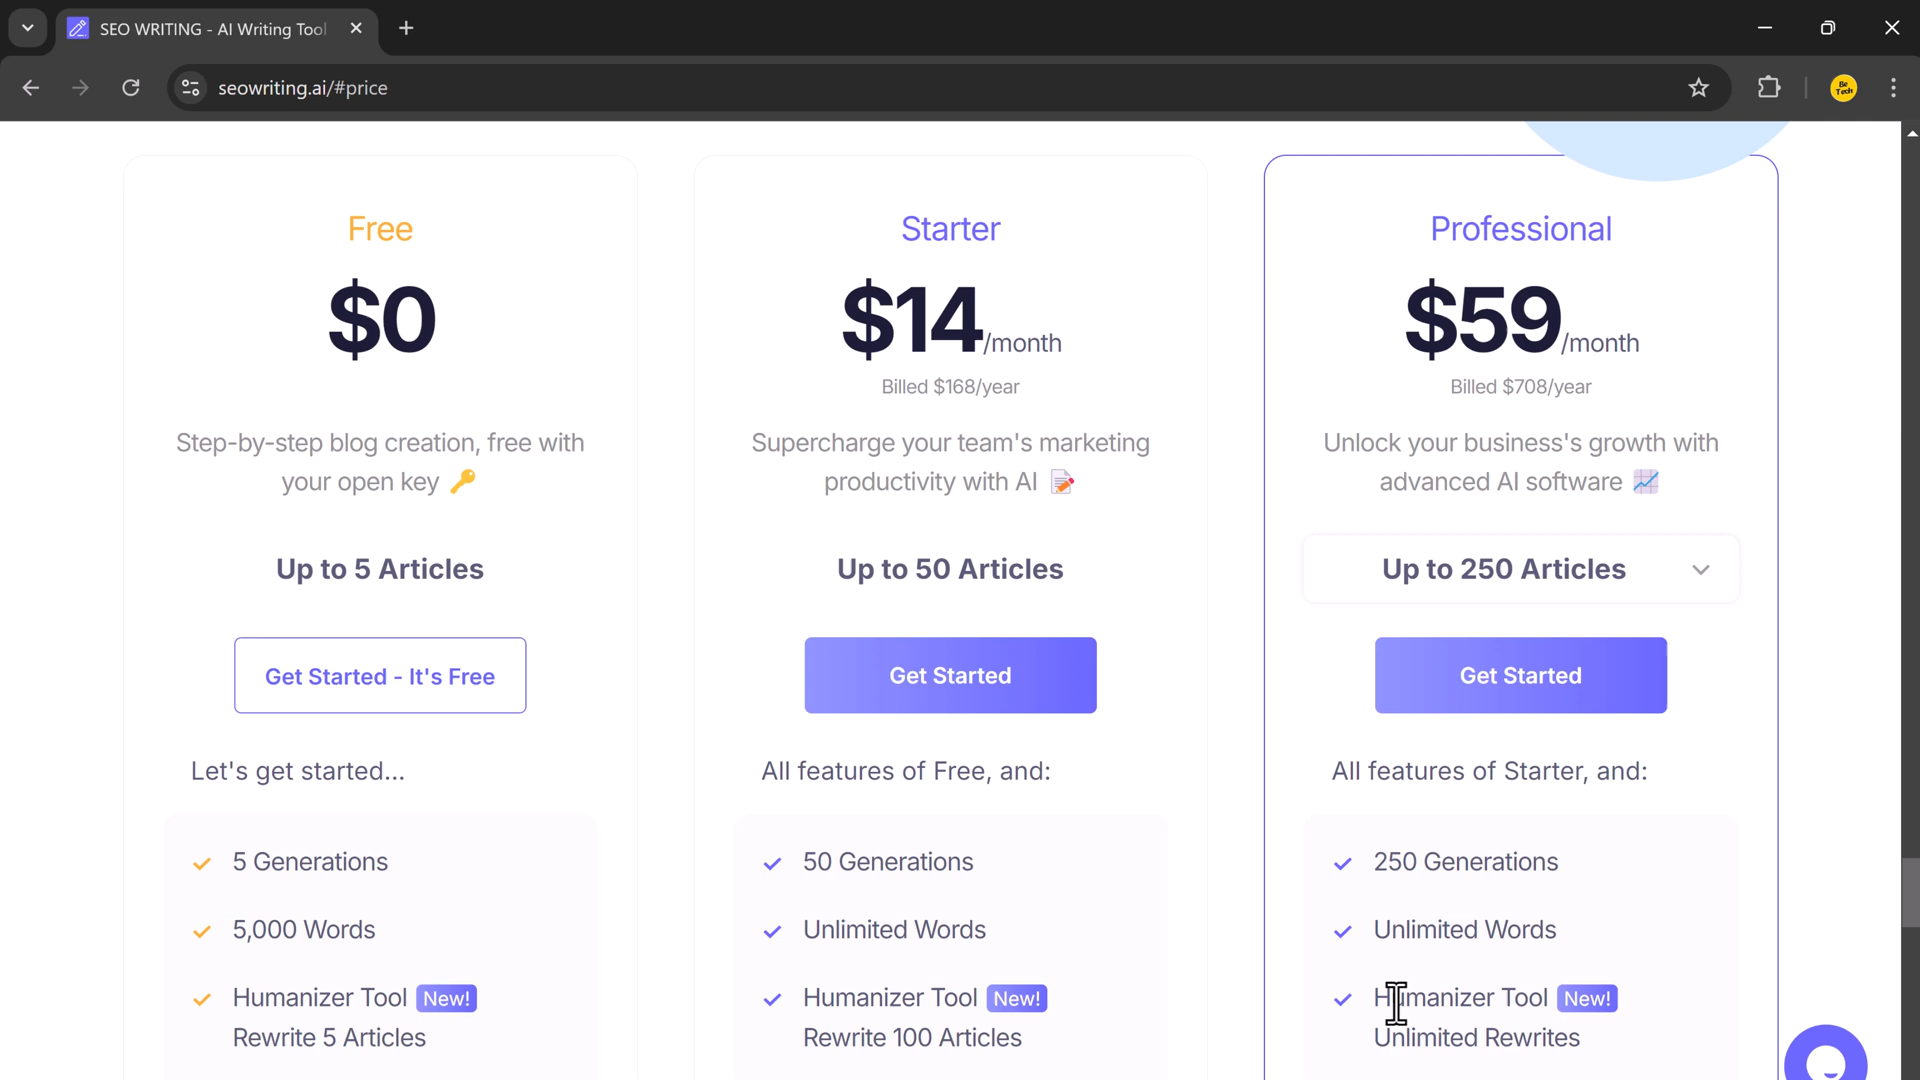 SEO WRITING - AI Writing Tool
seowriting.ai/#price
Be
Tech
Free
$0
Step-by-step blog creation, free with
your open key
Up to 5 Articles
Get Started - It's Free
Let's get started...
5 Generations
5,000 Words
Humanizer Tool New!
Rewrite 5 Articles
Starter
$14/month
Billed $168/year
Supercharge your team's marketing
productivity with AI
Up to 50 Articles
Get Started
All features of Free, and:
50 Generations
Unlimited Words
Humanizer Tool New!
Rewrite 100 Articles
Professional
$59/month
Billed $708/year
Unlock your business's growth with
advanced AI software
Up to 250 Articles
Get Started
All features of Starter, and:
250 Generations
Unlimited Words
Humanizer Tool New!
Unlimited Rewrites